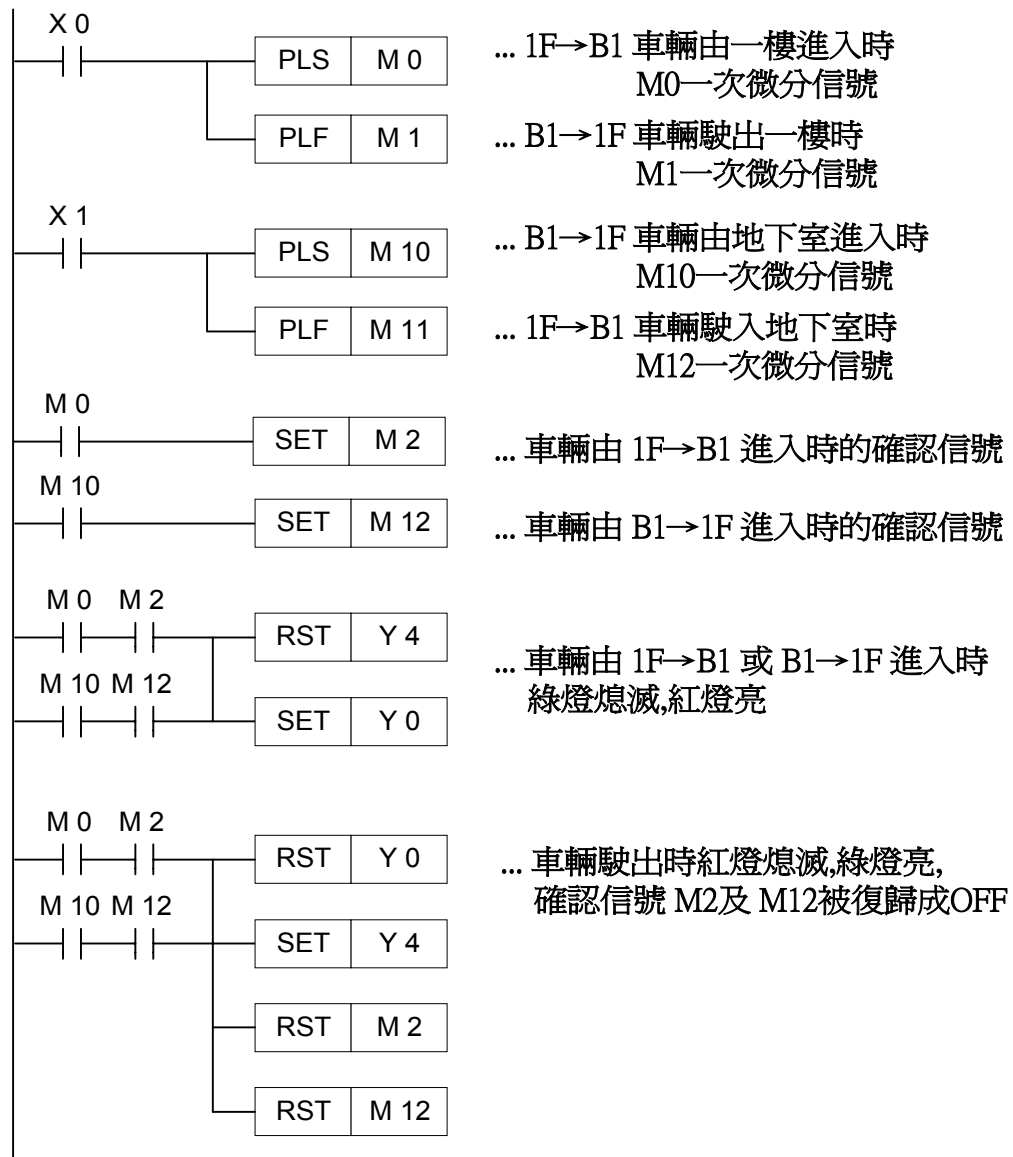 X 0
PLS M 0 ... 1F→B1 車輛由一樓進入時
M0一次微分信號
PLF M 1 ... B1→1F 車輛駛出一樓時
M1一次微分信號
X 1
PLS M 10 ... B1→1F 車輛由地下室進入時
M10一次微分信號
PLF M 11 ... 1F→B1 車輛駛入地下室時
M12一次微分信號
M 0
SET M 2 ... 車輛由 1F→B1 進入時的確認信號
M 10
SET M 12 ... 車輛由 B1→1F 進入時的確認信號
M 0 M 2
RST Y 4
... 車輛由 1F→B1 或 B1→1F 進入時
M 10 M 12
綠燈熄滅,紅燈亮
SET Y 0
M 0 M 2
RST Y 0 ... 車輛駛出時紅燈熄滅,綠燈亮,
M 10 M 12 確認信號 M2及 M12被復歸成OFF
SET Y 4
RST M 2
RST M 12